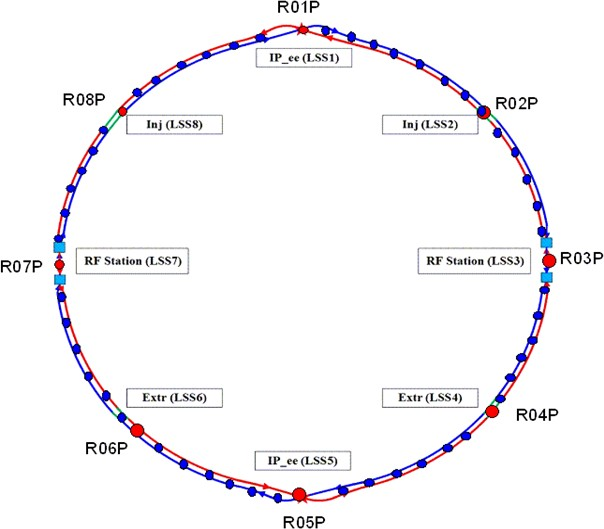 R01P
IP_ee (LSS1)
R08P
R02P
Inj (LSS8)
Inj (LSS2)
R07P
RF Station (LSS7)
RF Station (LSS3)
R03P
Extr (LSS6)
Extr (LSS4)
R04P
R06P
IP_ee (LSS5)
R05P